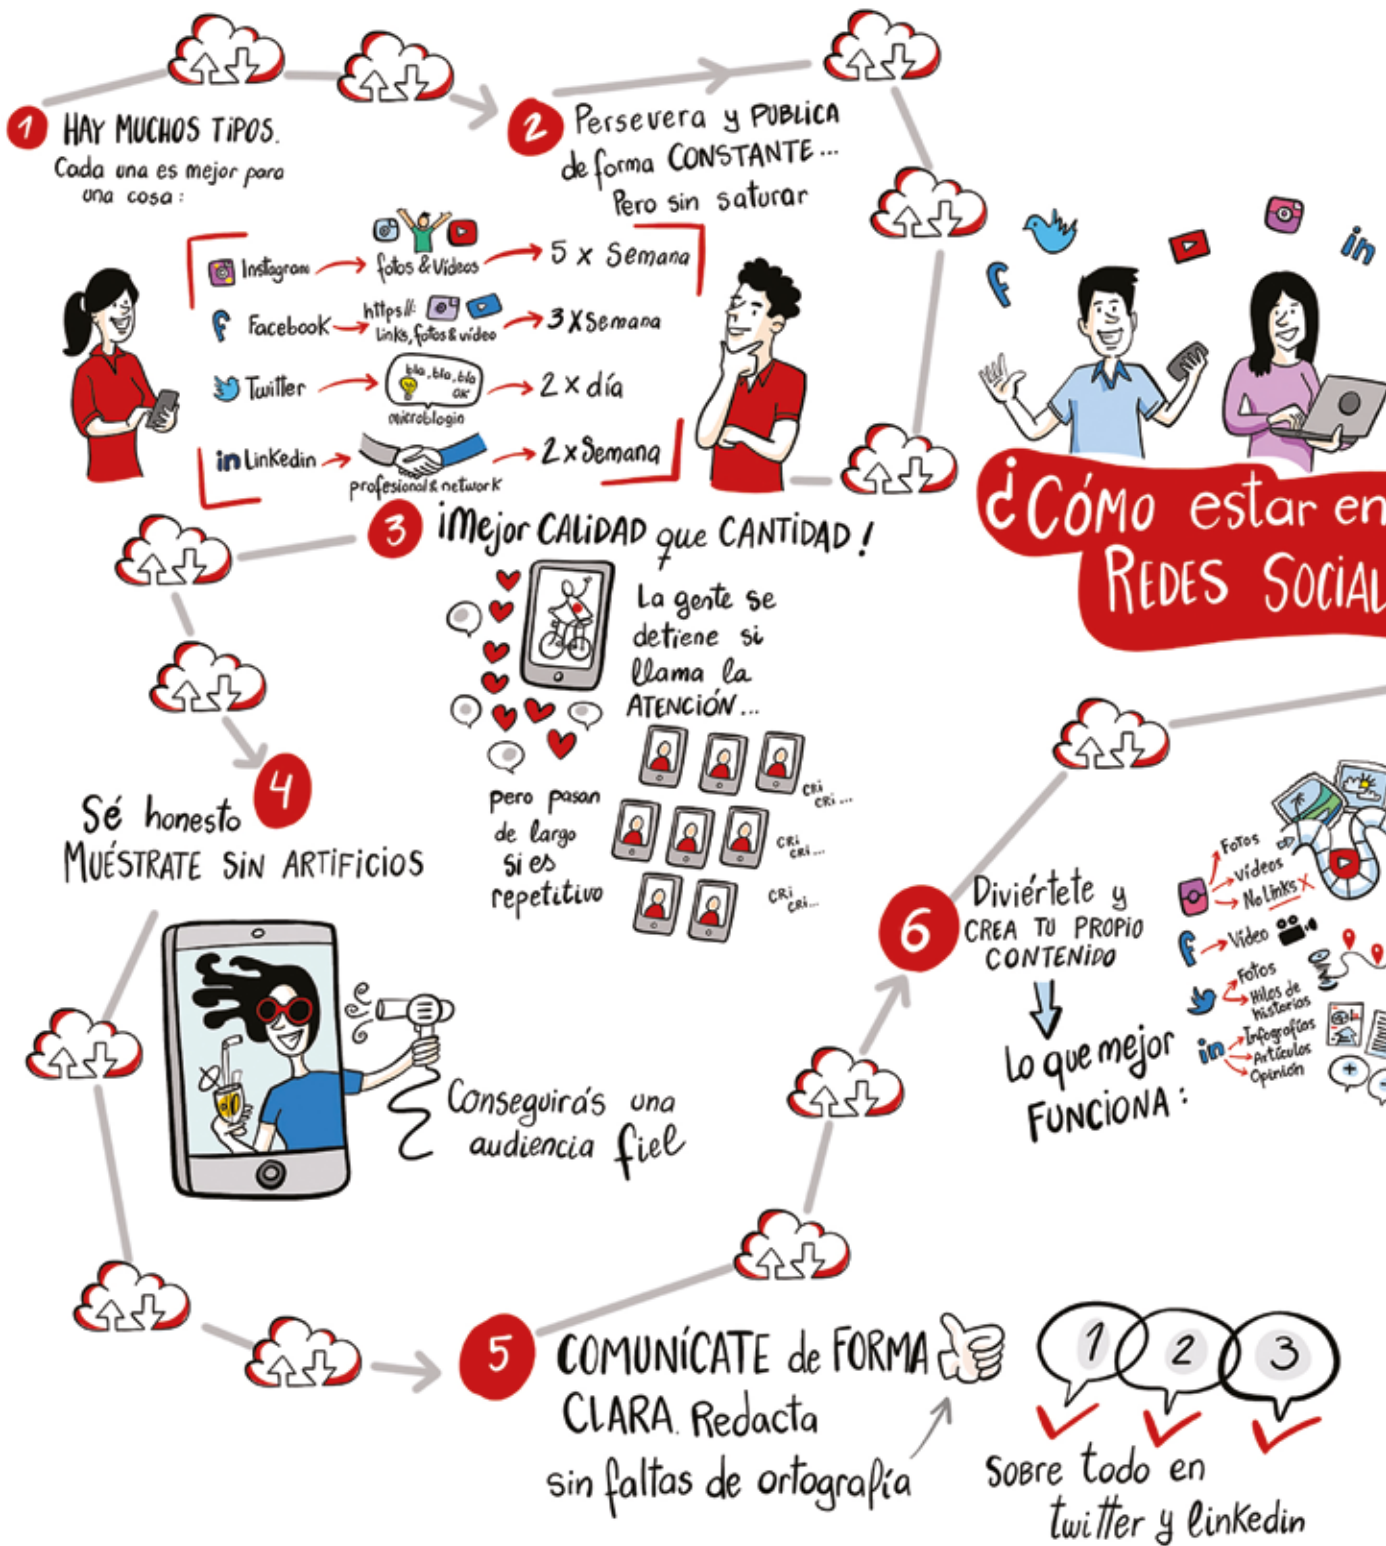 1 HAY MUCHOS TIPOS.
Cada una es mejor para
una cosa:
2 Persevera y PUBLICA
de forma CONSTANTE...
Pero sin saturar
Instagram fotos & Vídeos 5 x Semana
Facebook https//: links, fotos & vídeo 3 x Semana
Twitter bla, bla, bla OK microblogin 2 x día
in Linkedin profesional & network 2 x Semana
in
¿Cómo estar en
REDES SOCIAL
3 ¡Mejor CALIDAD que CANTIDAD!
La gente se
detiene si
llama la
ATENCIÓN...
pero pasan
de largo
si es
repetitivo
CRi
CRi...
CRi
CRi...
CRi
CRi...
4
Sé honesto
MUÉSTRATE SIN ARTIFICIOS
Conseguirás una
audiencia fiel
5 COMUNÍCATE de FORMA
CLARA. Redacta
sin faltas de ortografía
1 2 3
Sobre todo en
twitter y linkedin
6 Diviértete y
CREA TU PROPIO
CONTENIDO
Lo que mejor
FUNCIONA:
Fotos
vídeos
No Links X
Vídeo
Fotos
Hilos de
historias
in
Infografías
Artículos
Opinión